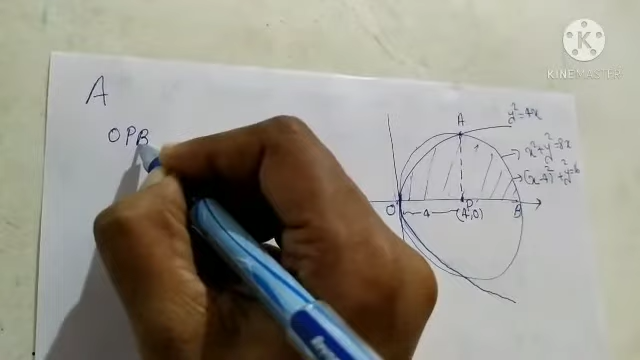 K
KINEMASTER
A
OPB
y² = 4x
A
x² + y² = 8x
(x-4)² + y² = 16
O
4
P
B
(4,0)